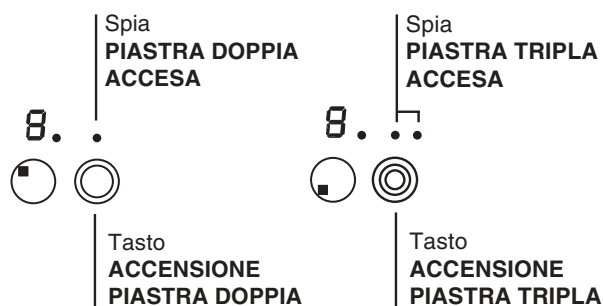 Spia
PIASTRA DOPPIA
ACCESA
8. .
Tasto
ACCENSIONE
PIASTRA DOPPIA
Spia
PIASTRA TRIPLA
ACCESA
8. ..
Tasto
ACCENSIONE
PIASTRA TRIPLA